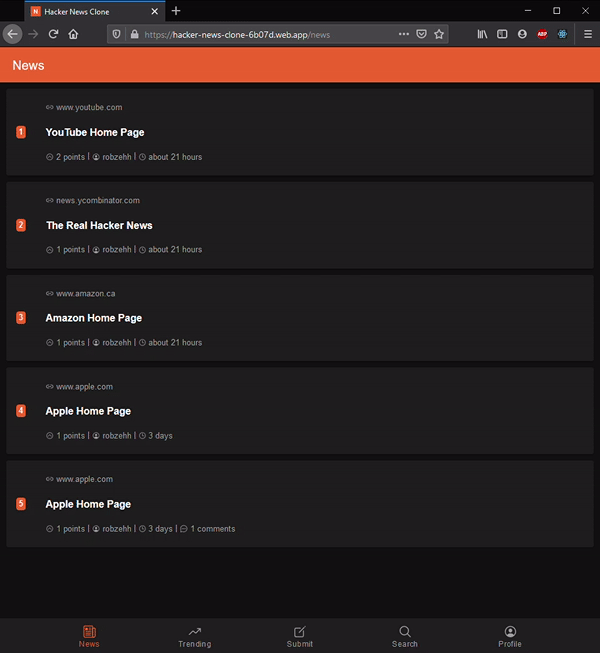 N Hacker News Clone
https://hacker-news-clone-6b07d.web.app/news
ABP
News
www.youtube.com
1 YouTube Home Page
2 points | robzehh | about 21 hours
news.ycombinator.com
2 The Real Hacker News
1 points | robzehh | about 21 hours
www.amazon.ca
3 Amazon Home Page
1 points | robzehh | about 21 hours
www.apple.com
4 Apple Home Page
1 points | robzehh | 3 days
www.apple.com
5 Apple Home Page
1 points | robzehh | 3 days | 1 comments
News Trending Submit Search Profile